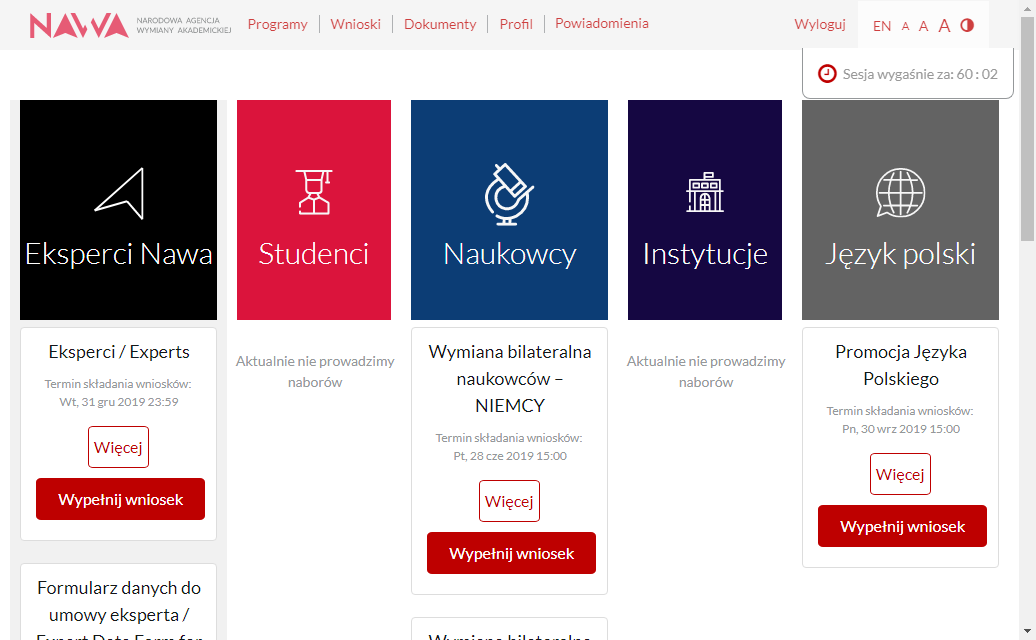 NAWA NARODOWA AGENCJA
WYMIANY AKADEMICKIEJ
Programy Wnioski Dokumenty Profil Powiadomienia
Wyloguj EN A A A
Sesja wygaśnie za: 60 : 02
Eksperci Nawa
Studenci
Naukowcy
Instytucje
Język polski
Eksperci / Experts
Termin składania wniosków:
Wt, 31 gru 2019 23:59
Więcej
Wypełnij wniosek
Formularz danych do
umowy eksperta /
Expert Data Form for
Aktualnie nie prowadzimy
naborów
Wymiana bilateralna
naukowców –
NIEMCY
Termin składania wniosków:
Pt, 28 cze 2019 15:00
Więcej
Wypełnij wniosek
Wymiana bilateralna
Aktualnie nie prowadzimy
naborów
Promocja Języka
Polskiego
Termin składania wniosków:
Pn, 30 wrz 2019 15:00
Więcej
Wypełnij wniosek